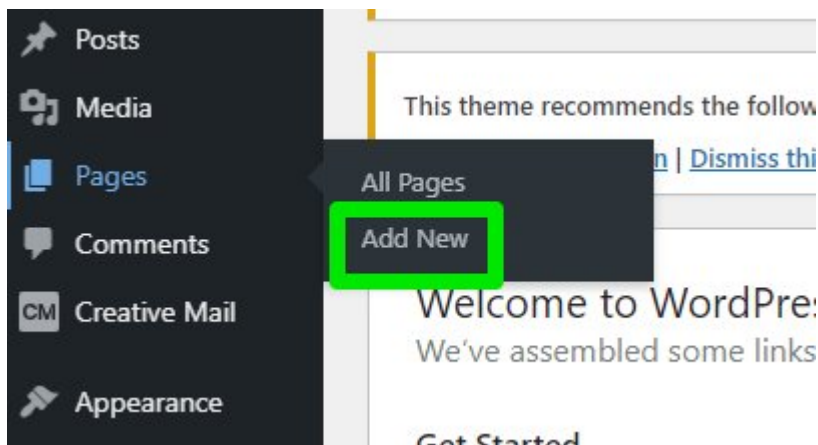 Posts
Media
Pages
Comments
CM Creative Mail
Appearance
All Pages
Add New
This theme recommends the follow
n | Dismiss thi
Welcome to WordPres
We've assembled some links
Get Started